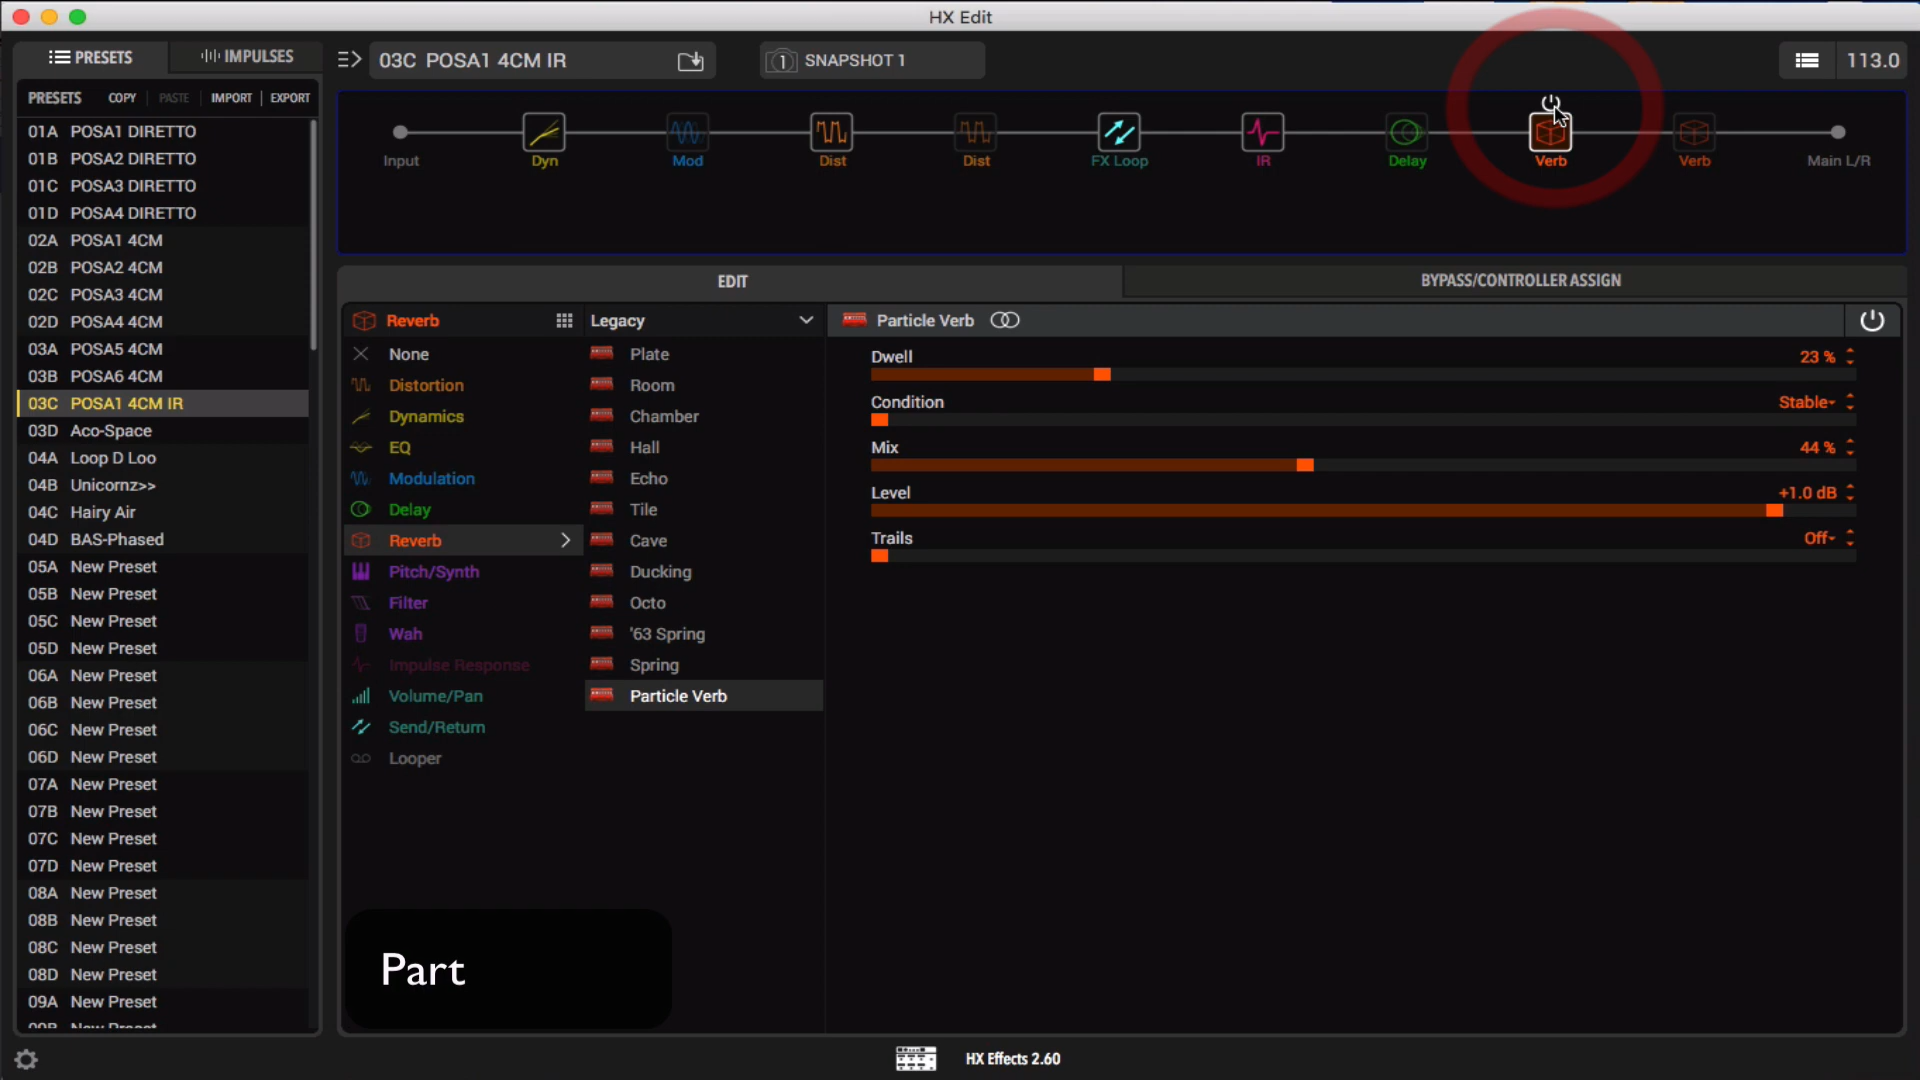 HX Edit
PRESETS
IMPULSES
03C POSA1 4CM IR
1 SNAPSHOT 1
113.0
PRESETS COPY PASTE IMPORT EXPORT
01A POSA1 DIRETTO
01B POSA2 DIRETTO
01C POSA3 DIRETTO
01D POSA4 DIRETTO
02A POSA1 4CM
02B POSA2 4CM
02C POSA3 4CM
02D POSA4 4CM
03A POSA5 4CM
03B POSA6 4CM
03C POSA1 4CM IR
03D Aco-Space
04A Loop D Loo
04B Unicornz>>
04C Hairy Air
04D BAS-Phased
05A New Preset
05B New Preset
05C New Preset
05D New Preset
06A New Preset
06B New Preset
06C New Preset
06D New Preset
07A New Preset
07B New Preset
07C New Preset
07D New Preset
08A New Preset
08B New Preset
08C New Preset
08D New Preset
09A New Preset
09B New Preset
Input
Dyn
Mod
Dist
Dist
FX Loop
IR
Delay
Verb
Verb
Main L/R
EDIT
BYPASS/CONTROLLER ASSIGN
Reverb
None
Distortion
Dynamics
EQ
Modulation
Delay
Reverb
Pitch/Synth
Filter
Wah
Impulse Response
Volume/Pan
Send/Return
Looper
Legacy
Plate
Room
Chamber
Hall
Echo
Tile
Cave
Ducking
Octo
'63 Spring
Spring
Particle Verb
Particle Verb
Dwell 23 %
Condition Stable
Mix 44 %
Level +1.0 dB
Trails Off
Part
HX Effects 2.60